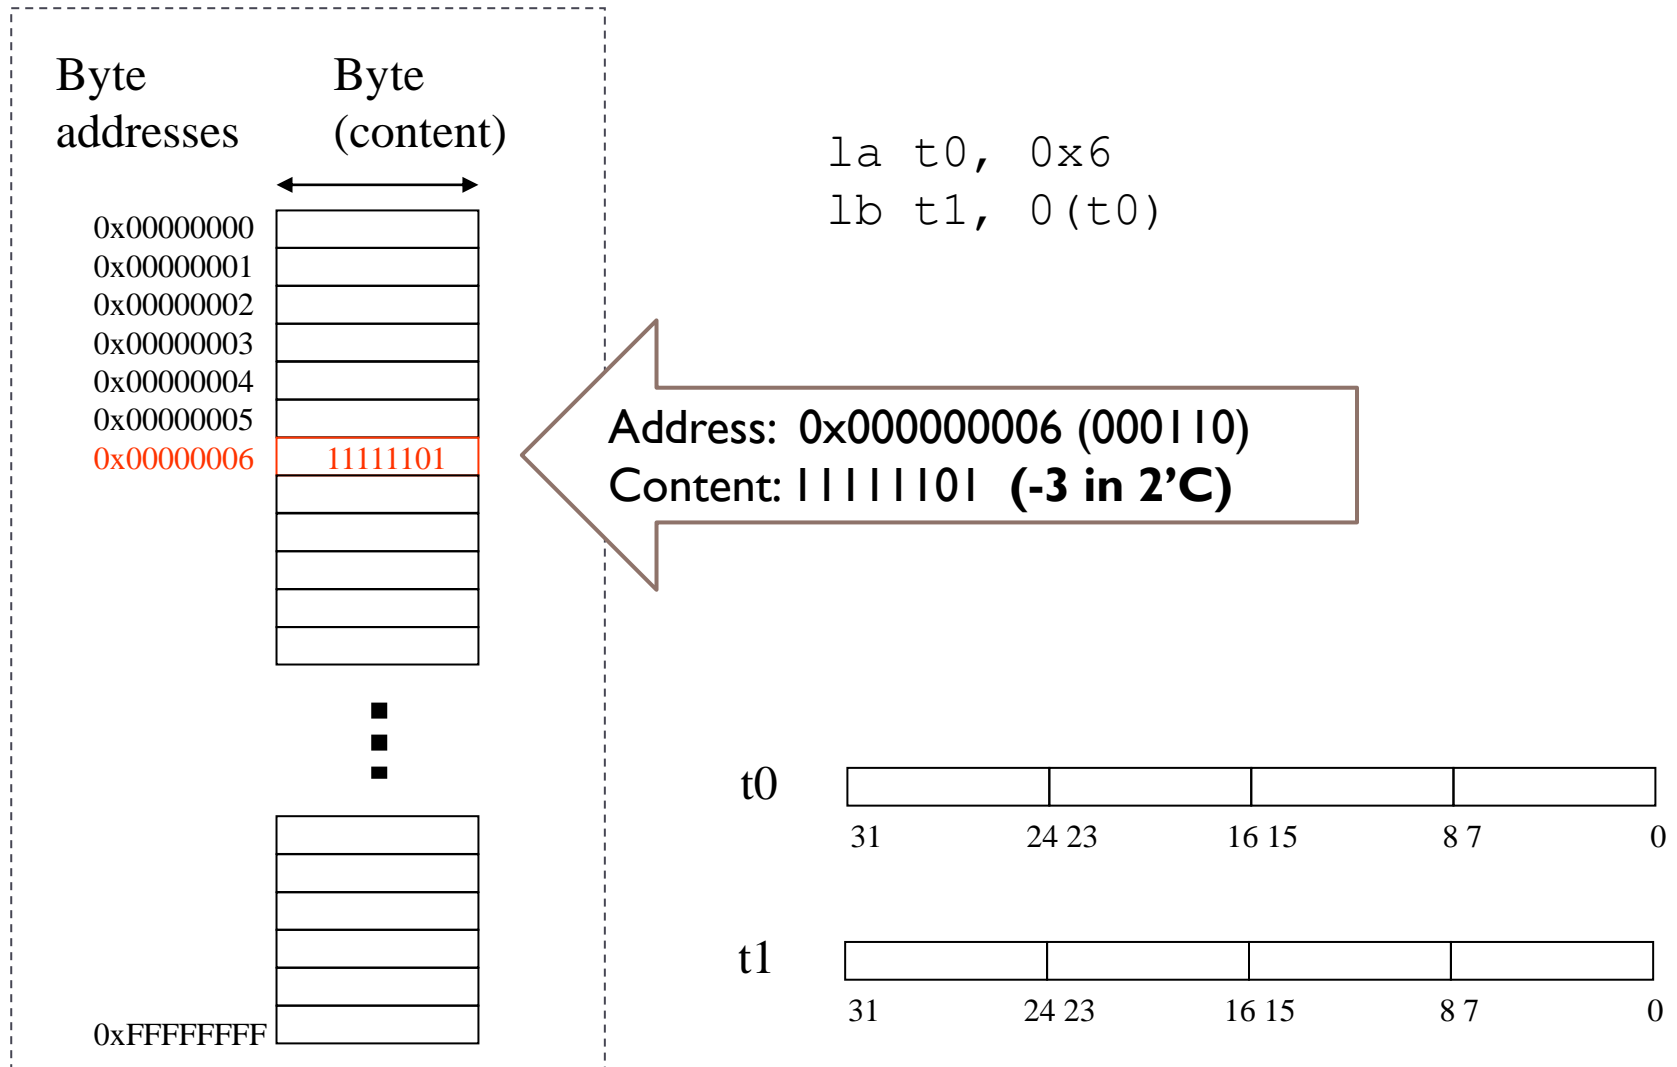 Byte addresses
Byte (content)
la t0, 0x6
lb t1, 0(t0)
0x00000000
0x00000001
0x00000002
0x00000003
0x00000004
0x00000005
0x00000006 11111101
Address: 0x000000006 (000110)
Content: 11111101 (-3 in 2’C)
t0
31 24 23 16 15 8 7 0
t1
31 24 23 16 15 8 7 0
0xFFFFFFFF